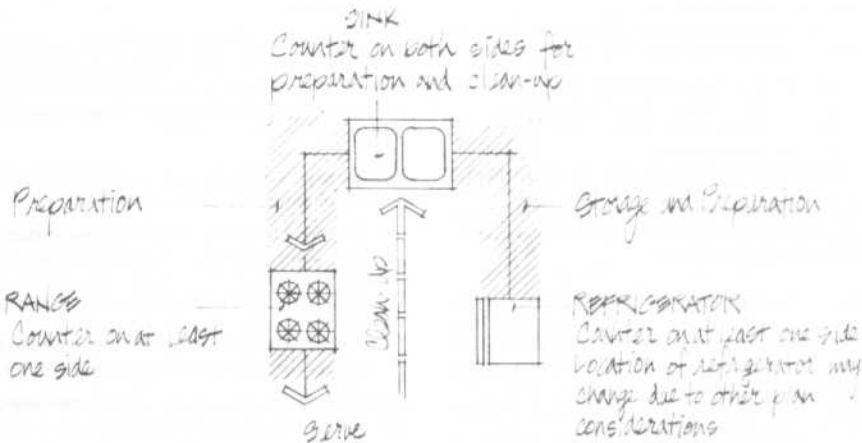 SINK
Counter on both sides for
preparation and clean-up
Preparation
Storage and Preparation
RANGE
Counter on at least
one side
Clean-up
REFRIGERATOR
Counter on at least one side
Location of refrigerator may
change due to other plan
considerations
Serve